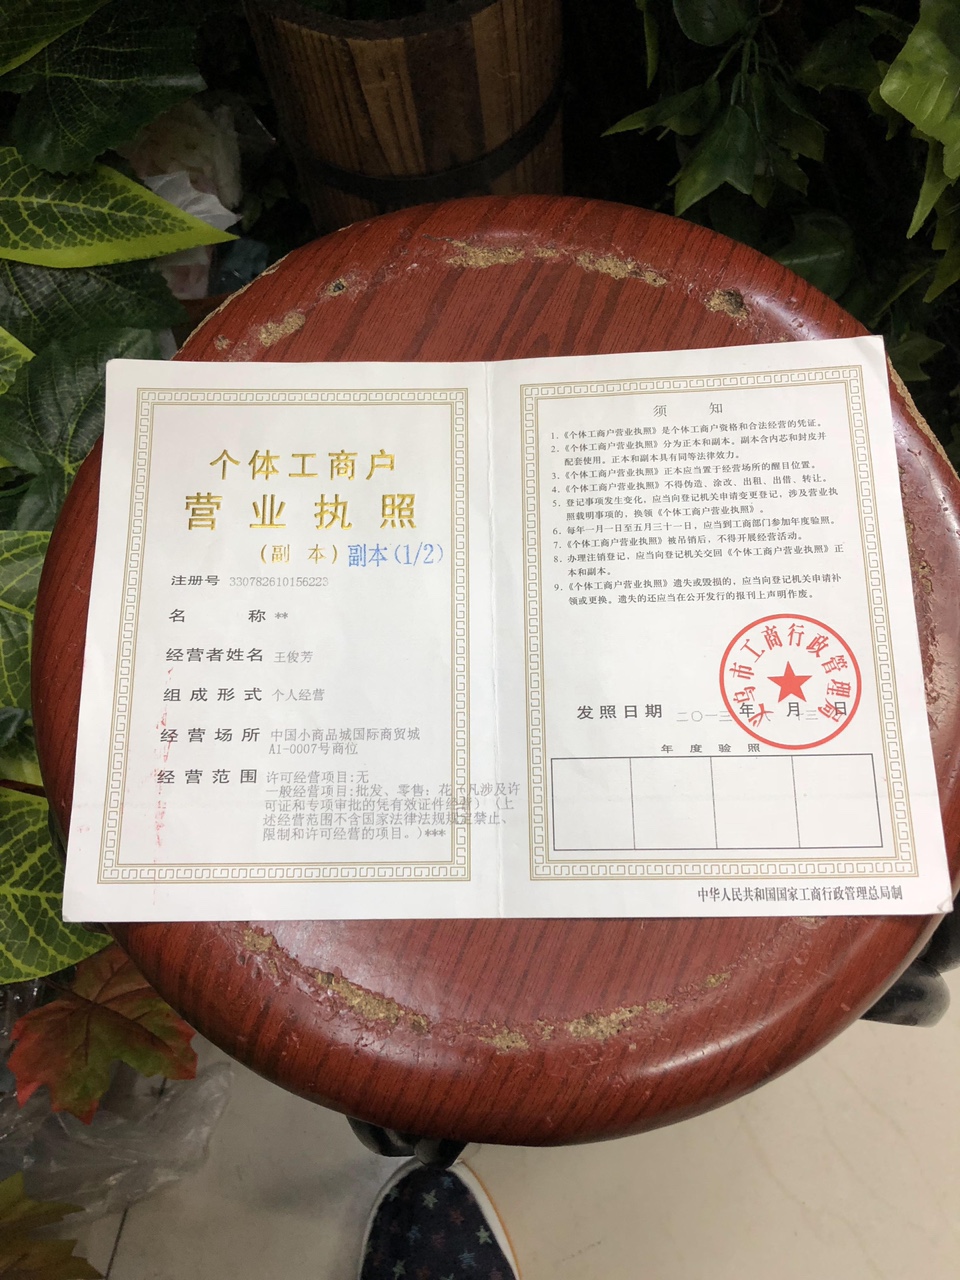 个体工商户
营业执照
（副 本） 副本(1/2)
注册号 330782610156223
名 称 **
经营者姓名 王俊芳
组成形式 个人经营
经营场所 中国小商品城国际商贸城
A1-0007号商位
经营范围 许可经营项目:无
一般经营项目:批发、零售：花（凡涉及许
可证和专项审批的凭有效证件经营）（上
述经营范围不含国家法律法规规定禁止、
限制和许可经营的项目。)***
须 知
1.《个体工商户营业执照》是个体工商户资格和合法经营的凭证。
2.《个体工商户营业执照》分为正本和副本。副本含内芯和封皮并
配套使用。正本和副本具有同等法律效力。
3.《个体工商户营业执照》正本应当置于经营场所的醒目位置。
4.《个体工商户营业执照》不得伪造、涂改、出租、出借、转让。
5. 登记事项发生变化，应当向登记机关申请变更登记，涉及营业执
照载明事项的，换领《个体工商户营业执照》。
6. 每年一月一日至五月三十一日，应当到工商部门参加年度验照。
7.《个体工商户营业执照》被吊销后，不得开展经营活动。
8. 办理注销登记，应当向登记机关交回《个体工商户营业执照》正
本和副本。
9.《个体工商户营业执照》遗失或毁损的，应当向登记机关申请补
领或更换。遗失的还应当在公开发行的报刊上声明作废。
义乌市工商行政管理局
发照日期 二〇一三年 月 十三日
年度验照
中华人民共和国国家工商行政管理总局制